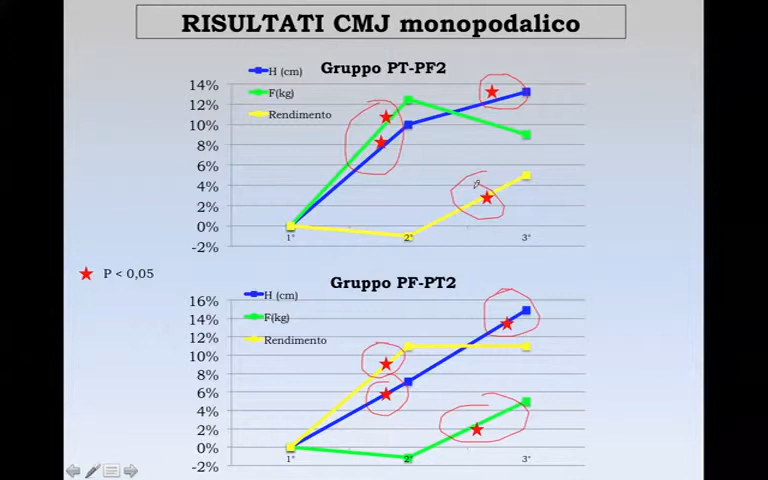 RISULTATI CMJ monopodalico
Gruppo PT-PF2
H (cm)
F(kg)
Rendimento
14%
12%
10%
8%
6%
4%
2%
0%
-2%
1°
2°
3°
P < 0,05
Gruppo PF-PT2
H (cm)
F(kg)
Rendimento
16%
14%
12%
10%
8%
6%
4%
2%
0%
-2%
1°
2°
3°